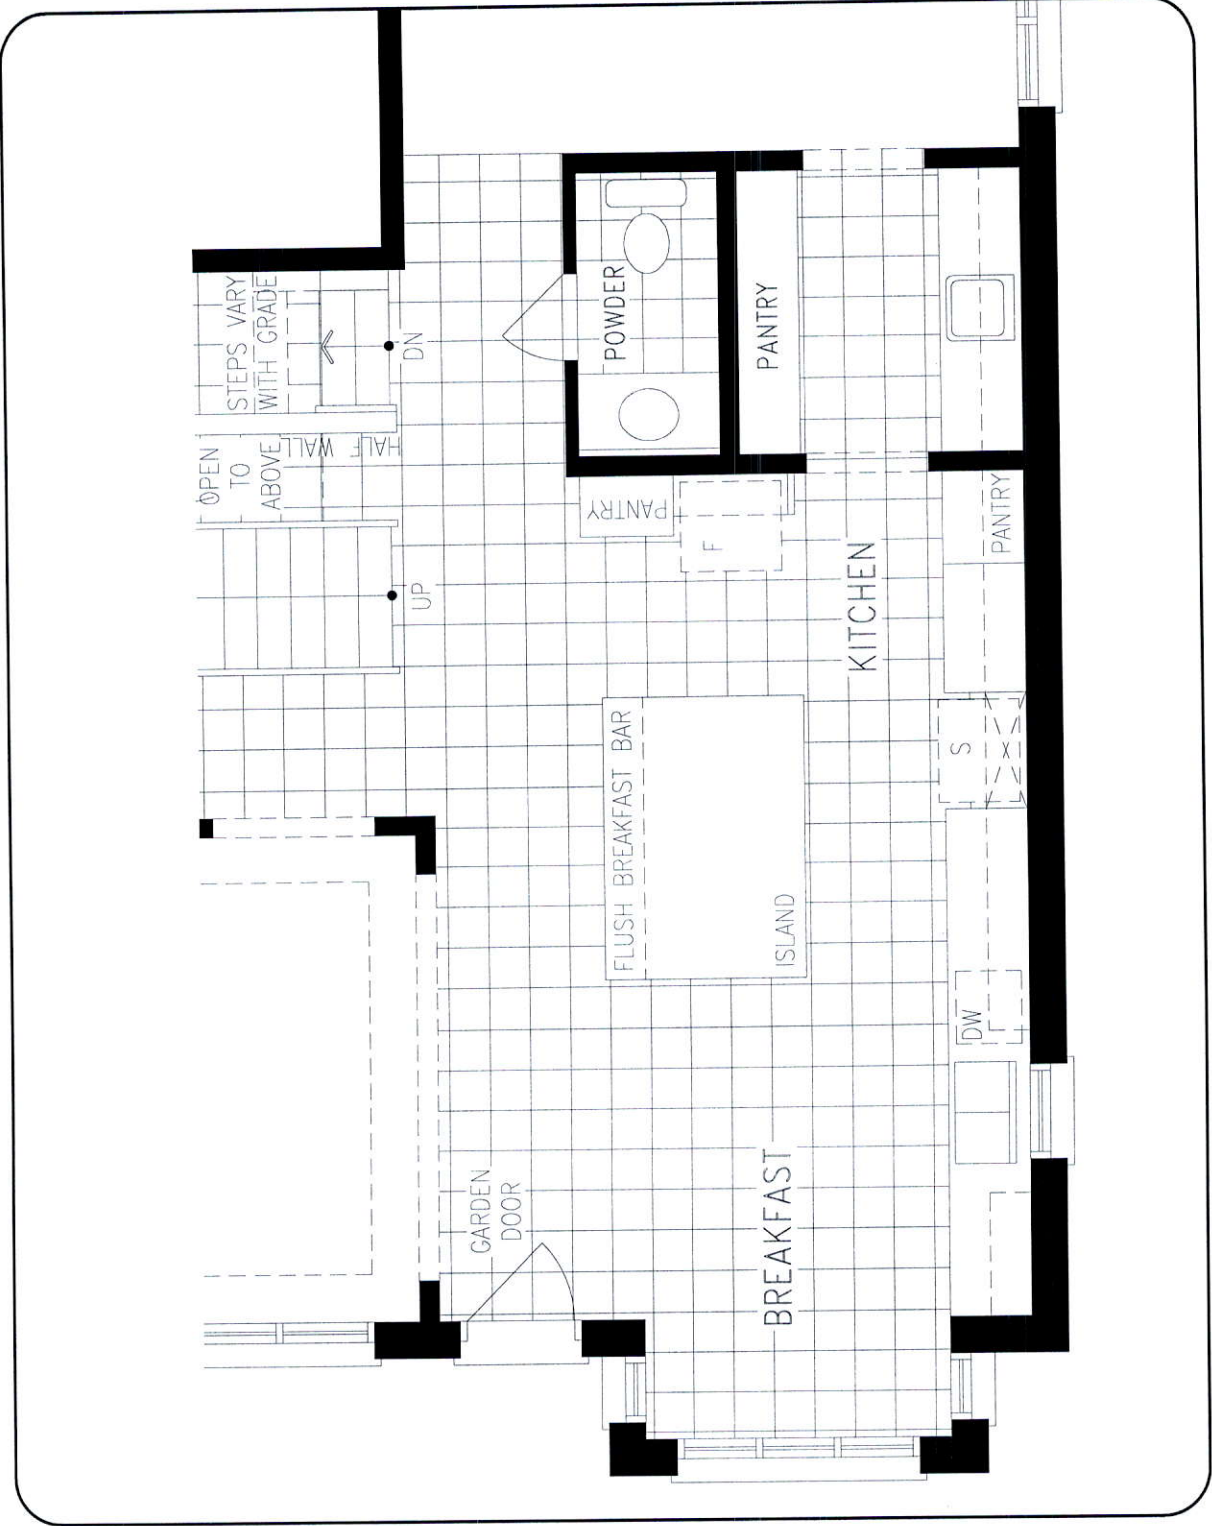 STEPS VARY
WITH GRADE
DN
OPEN
TO
ABOVE
HALF WALL
UP
POWDER
PANTRY
PANTRY
F
PANTRY
KITCHEN
S
FLUSH BREAKFAST BAR
ISLAND
DW
GARDEN
DOOR
BREAKFAST